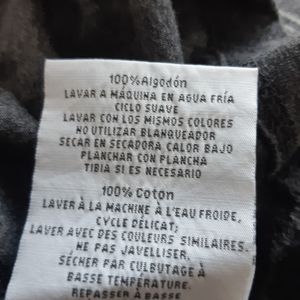 100% Algodón
LAVAR A MÁQUINA EN AGUA FRÍA
CICLO SUAVE
LAVAR CON LOS MISMOS COLORES
NO UTILIZAR BLANQUEADOR
SECAR EN SECADORA CALOR BAJO
PLANCHAR CON PLANCHA
TIBIA SI ES NECESARIO
100% Coton
LAVER À LA MACHINE À L'EAU FROIDE,
CYCLE DÉLICAT;
LAVER AVEC DES COULEURS SIMILAIRES.
NE PAS JAVELLISER.
SÉCHER PAR CULBUTAGE À
BASSE TEMPÉRATURE.
REPASSER À BASSE